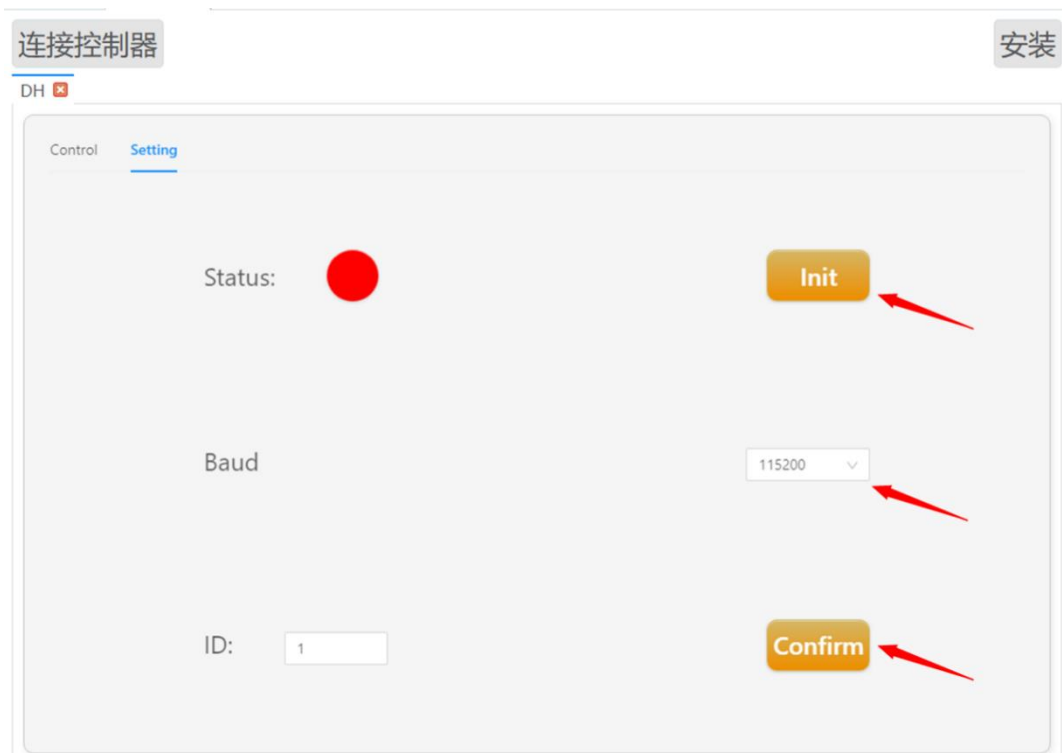 连接控制器 安装
DH
Control Setting
Status: Init
Baud 115200
ID: 1 Confirm